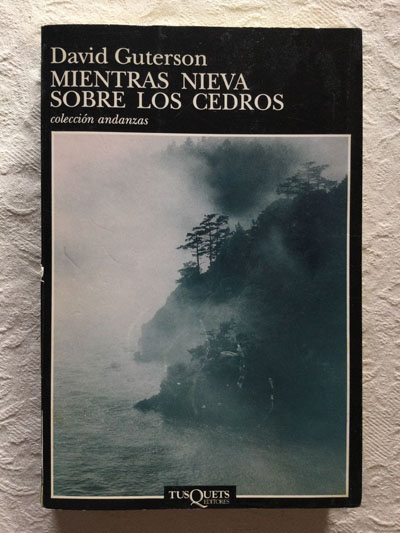 David Guterson
MIENTRAS NIEVA
SOBRE LOS CEDROS
colección andanzas
TUSQUETS
EDITORES